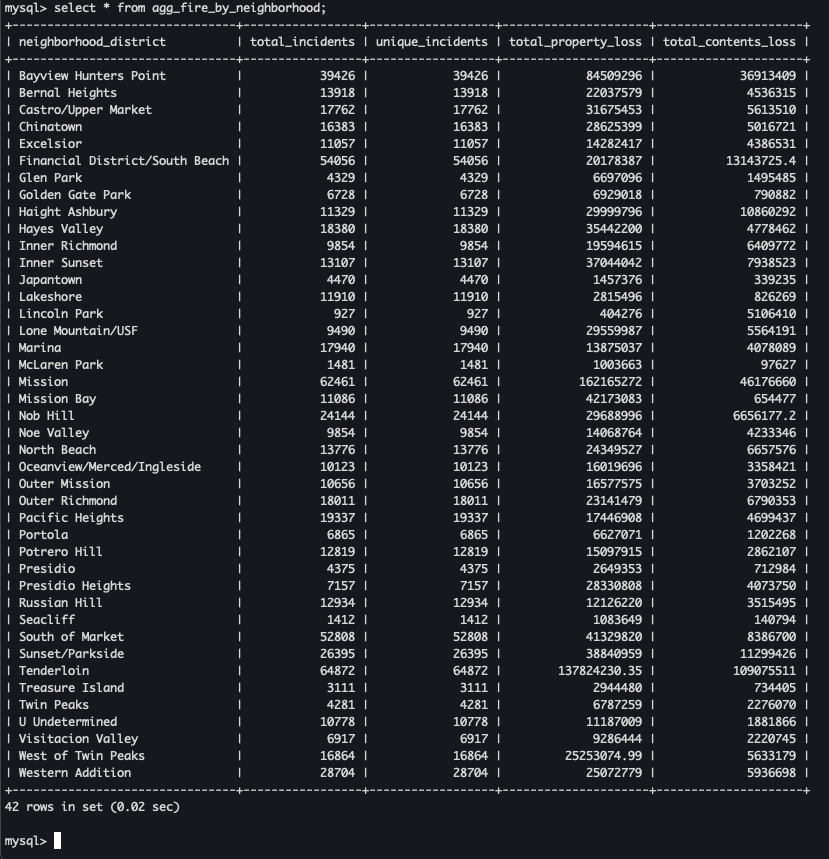 mysql> select * from agg_fire_by_neighborhood;
+-------------------------------+-----------------+------------------+---------------------+---------------------+
| neighborhood_district | total_incidents | unique_incidents | total_property_loss | total_contents_loss |
+-------------------------------+-----------------+------------------+---------------------+---------------------+
| Bayview Hunters Point | 39426 | 39426 | 84509296 | 36913409 |
| Bernal Heights | 13918 | 13918 | 22037579 | 4536315 |
| Castro/Upper Market | 17762 | 17762 | 31675453 | 5613510 |
| Chinatown | 16383 | 16383 | 28625399 | 5016721 |
| Excelsior | 11057 | 11057 | 14282417 | 4386531 |
| Financial District/South Beach | 54056 | 54056 | 20178387 | 13143725.4 |
| Glen Park | 4329 | 4329 | 6697096 | 1495485 |
| Golden Gate Park | 6728 | 6728 | 6929018 | 790882 |
| Haight Ashbury | 11329 | 11329 | 29999796 | 10860292 |
| Hayes Valley | 18380 | 18380 | 35442200 | 4778462 |
| Inner Richmond | 9854 | 9854 | 19594615 | 6409772 |
| Inner Sunset | 13107 | 13107 | 37044042 | 7938523 |
| Japantown | 4470 | 4470 | 1457376 | 339235 |
| Lakeshore | 11910 | 11910 | 2815496 | 826269 |
| Lincoln Park | 927 | 927 | 404276 | 5106410 |
| Lone Mountain/USF | 9490 | 9490 | 29559987 | 5564191 |
| Marina | 17940 | 17940 | 13875037 | 4078089 |
| McLaren Park | 1481 | 1481 | 1003663 | 97627 |
| Mission | 62461 | 62461 | 162165272 | 46176660 |
| Mission Bay | 11086 | 11086 | 42173083 | 654477 |
| Nob Hill | 24144 | 24144 | 29688996 | 6656177.2 |
| Noe Valley | 9854 | 9854 | 14068764 | 4233346 |
| North Beach | 13776 | 13776 | 24349527 | 6657576 |
| Oceanview/Merced/Ingleside | 10123 | 10123 | 16019696 | 3358421 |
| Outer Mission | 10656 | 10656 | 16577575 | 3703252 |
| Outer Richmond | 18011 | 18011 | 23141479 | 6790353 |
| Pacific Heights | 19337 | 19337 | 17446908 | 4699437 |
| Portola | 6865 | 6865 | 6627071 | 1202268 |
| Potrero Hill | 12819 | 12819 | 15097915 | 2862107 |
| Presidio | 4375 | 4375 | 2649353 | 712984 |
| Presidio Heights | 7157 | 7157 | 28330808 | 4073750 |
| Russian Hill | 12934 | 12934 | 12126220 | 3515495 |
| Seacliff | 1412 | 1412 | 1083649 | 140794 |
| South of Market | 52808 | 52808 | 41329820 | 8386700 |
| Sunset/Parkside | 26395 | 26395 | 38840959 | 11299426 |
| Tenderloin | 64872 | 64872 | 137824230.35 | 109075511 |
| Treasure Island | 3111 | 3111 | 2944480 | 734405 |
| Twin Peaks | 4281 | 4281 | 6787259 | 2276070 |
| U Undetermined | 10778 | 10778 | 11187009 | 1881866 |
| Visitacion Valley | 6917 | 6917 | 9286444 | 2220745 |
| West of Twin Peaks | 16864 | 16864 | 25253074.99 | 5633179 |
| Western Addition | 28704 | 28704 | 25072779 | 5936698 |
+-------------------------------+-----------------+------------------+---------------------+---------------------+
42 rows in set (0.02 sec)
mysql>